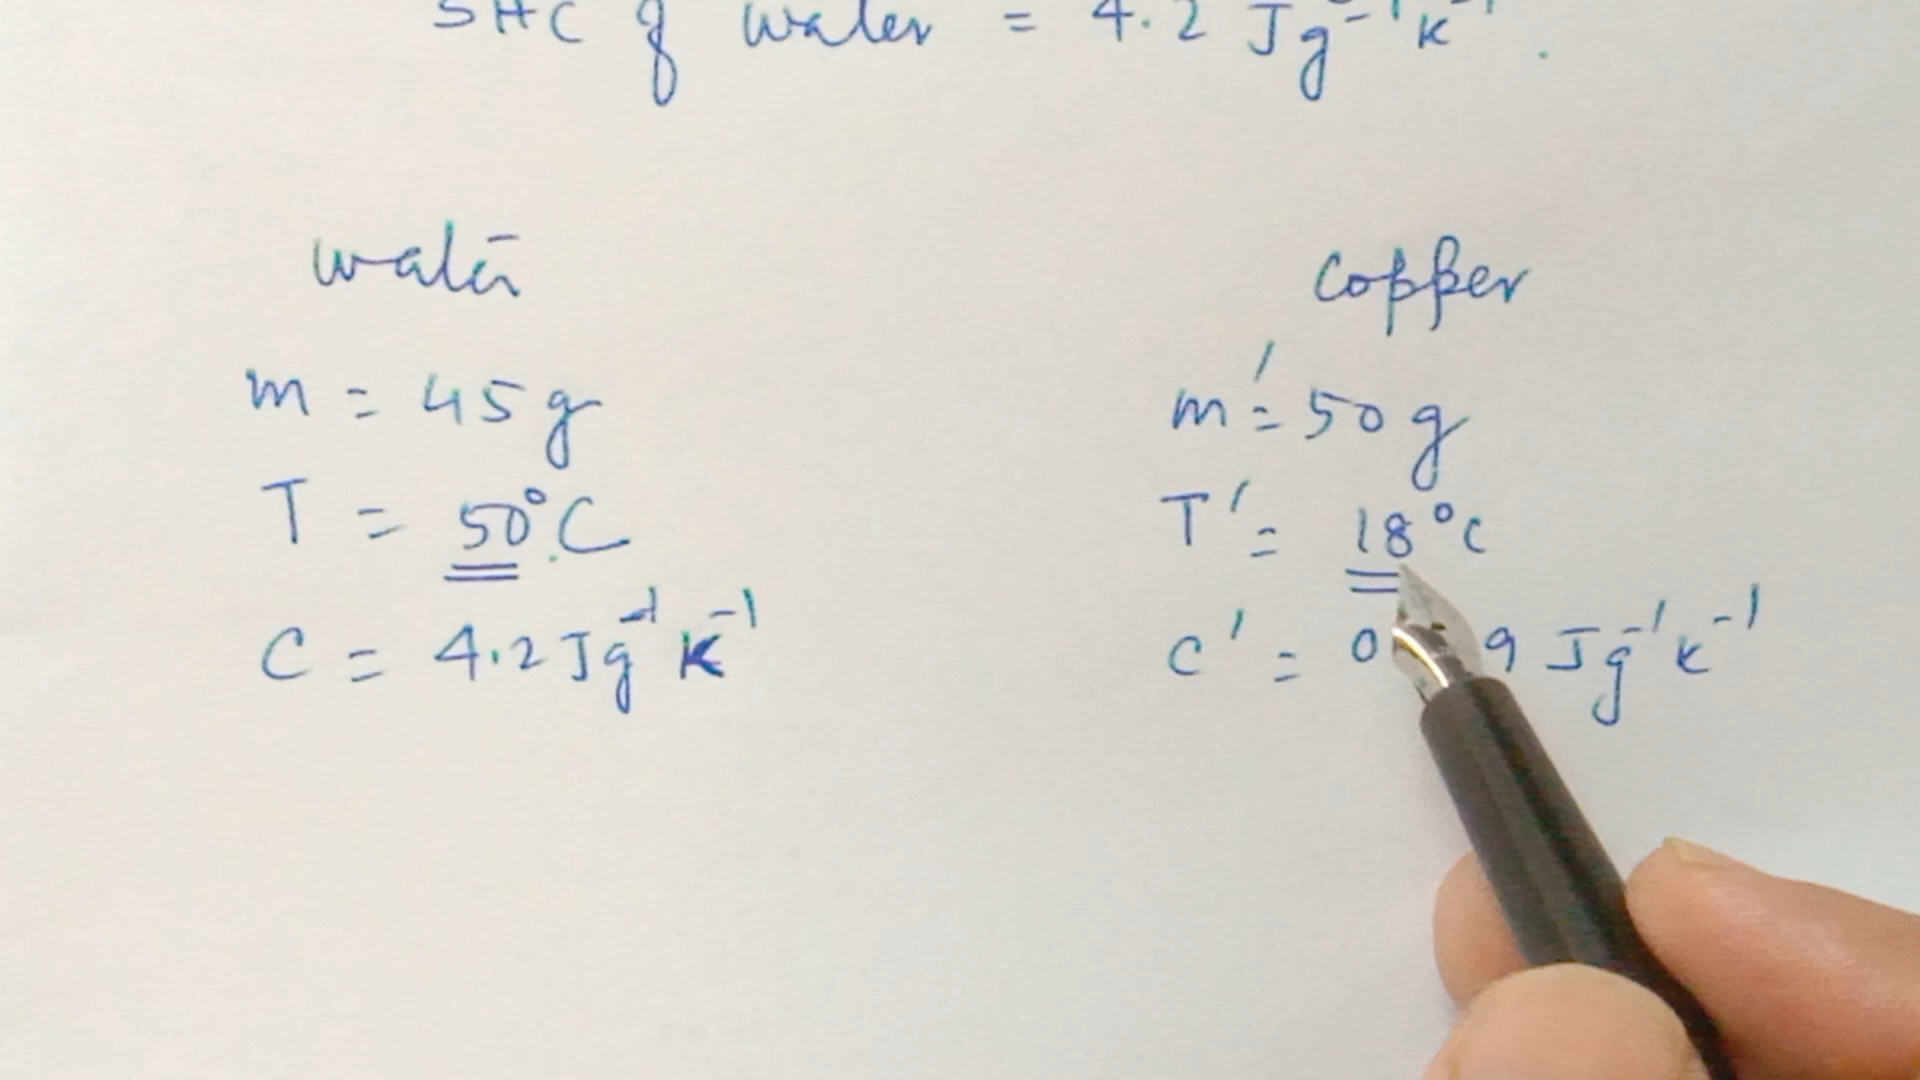 SHC of water = 4.2 Jg⁻¹K⁻¹.
water
m = 45g
T = 50°C
C = 4.2 Jg⁻¹K⁻¹
Copper
m' = 50g
T' = 18°C
C' = 0 9 Jg⁻¹K⁻¹